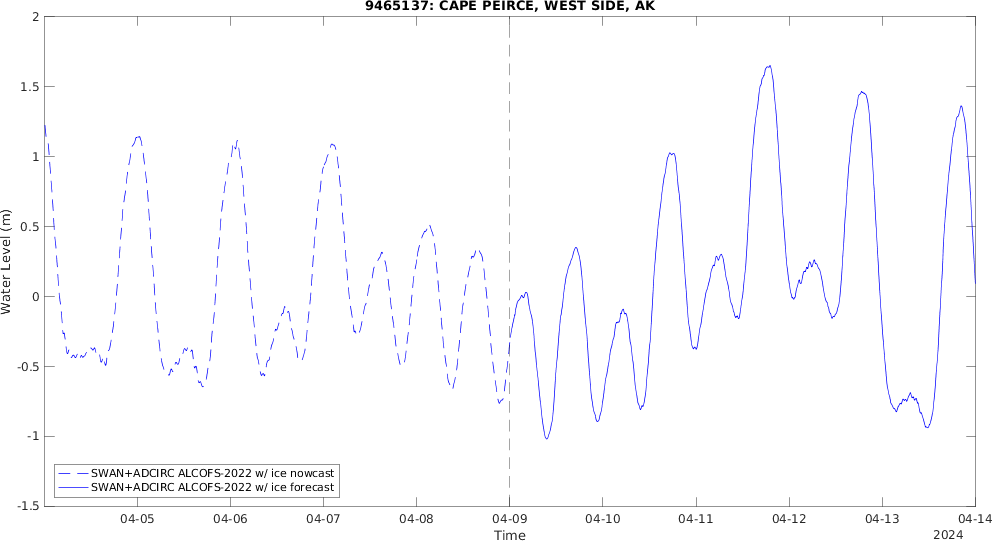 9465137: CAPE PEIRCE, WEST SIDE, AK
2
1.5
1
0.5
0
-0.5
-1
-1.5
Water Level (m)
SWAN+ADCIRC ALCOFS-2022 w/ ice nowcast
SWAN+ADCIRC ALCOFS-2022 w/ ice forecast
04-05 04-06 04-07 04-08 04-09 04-10 04-11 04-12 04-13 04-14
Time
2024